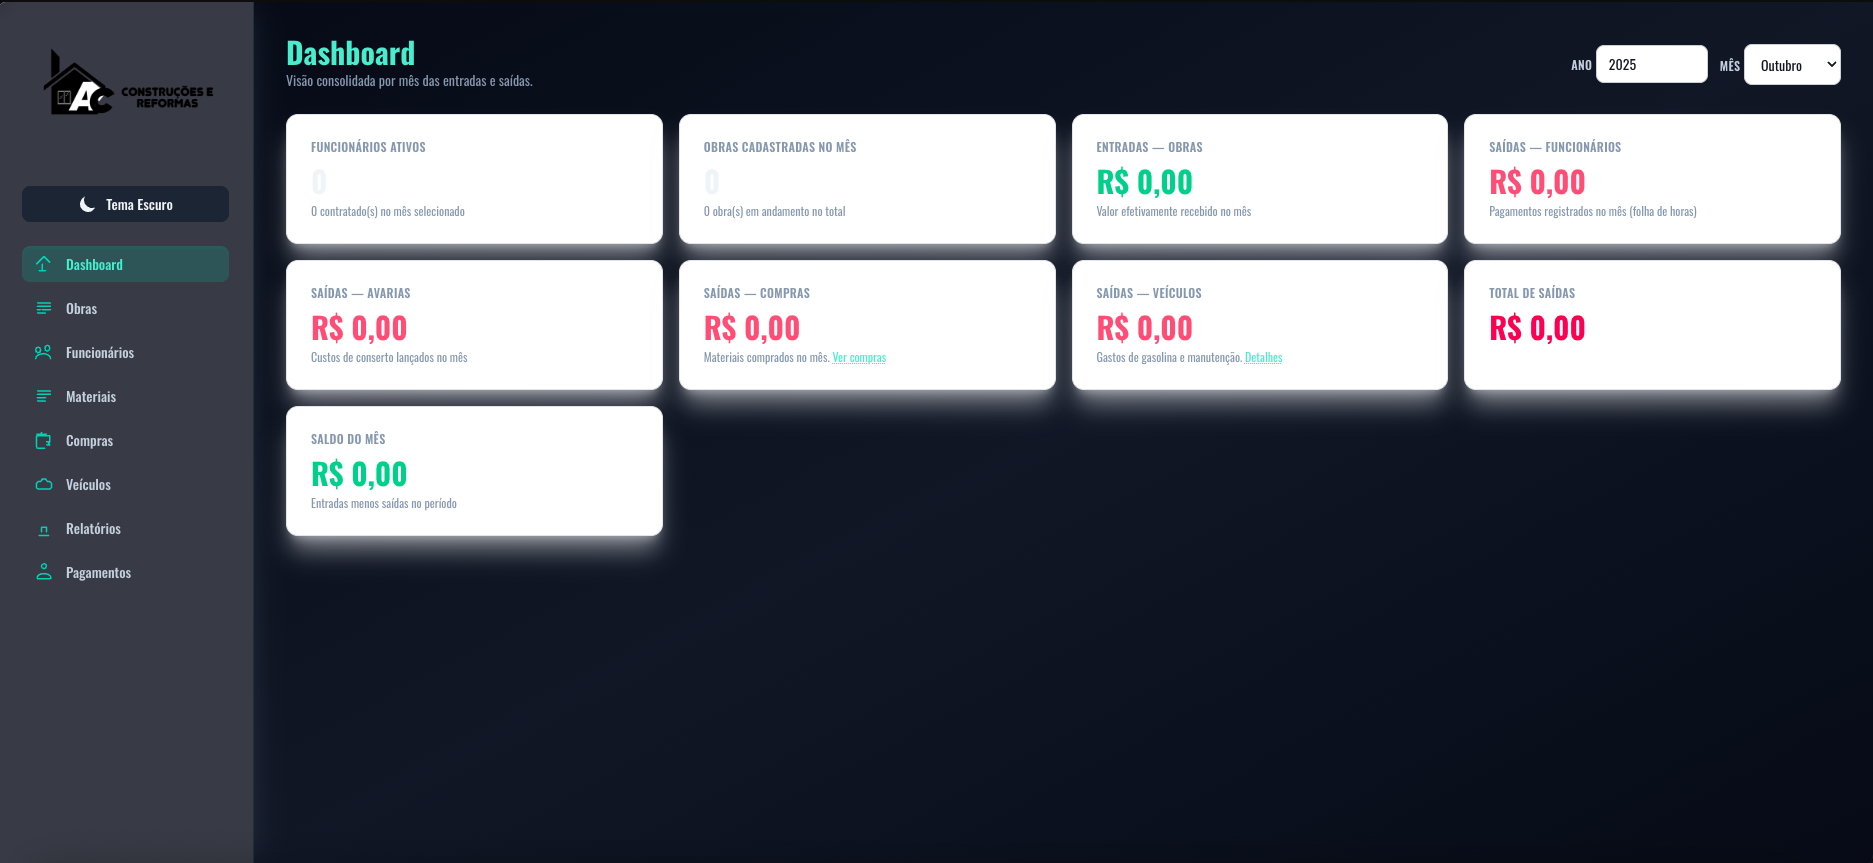 AC CONSTRUÇÕES E
REFORMAS
Tema Escuro
Dashboard
Obras
Funcionários
Materiais
Compras
Veículos
Relatórios
Pagamentos
Dashboard
Visão consolidada por mês das entradas e saídas.
ANO 2025 MÊS Outubro
FUNCIONÁRIOS ATIVOS
0
0 contratado(s) no mês selecionado
OBRAS CADASTRADAS NO MÊS
0
0 obra(s) em andamento no total
ENTRADAS — OBRAS
R$ 0,00
Valor efetivamente recebido no mês
SAÍDAS — FUNCIONÁRIOS
R$ 0,00
Pagamentos registrados no mês (folha de horas)
SAÍDAS — AVARIAS
R$ 0,00
Custos de conserto lançados no mês
SAÍDAS — COMPRAS
R$ 0,00
Materiais comprados no mês. Ver compras
SAÍDAS — VEÍCULOS
R$ 0,00
Gastos de gasolina e manutenção. Detalhes
TOTAL DE SAÍDAS
R$ 0,00
SALDO DO MÊS
R$ 0,00
Entradas menos saídas no período